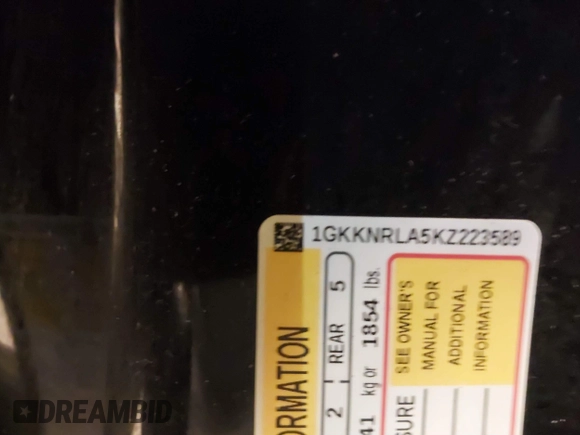 1GKKNRLA5KZ223589
ORMATION
2 REAR 5
41 kg or 1854 lbs.
SURE
SEE OWNER'S
MANUAL FOR
ADDITIONAL
INFORMATION
DREAMBID